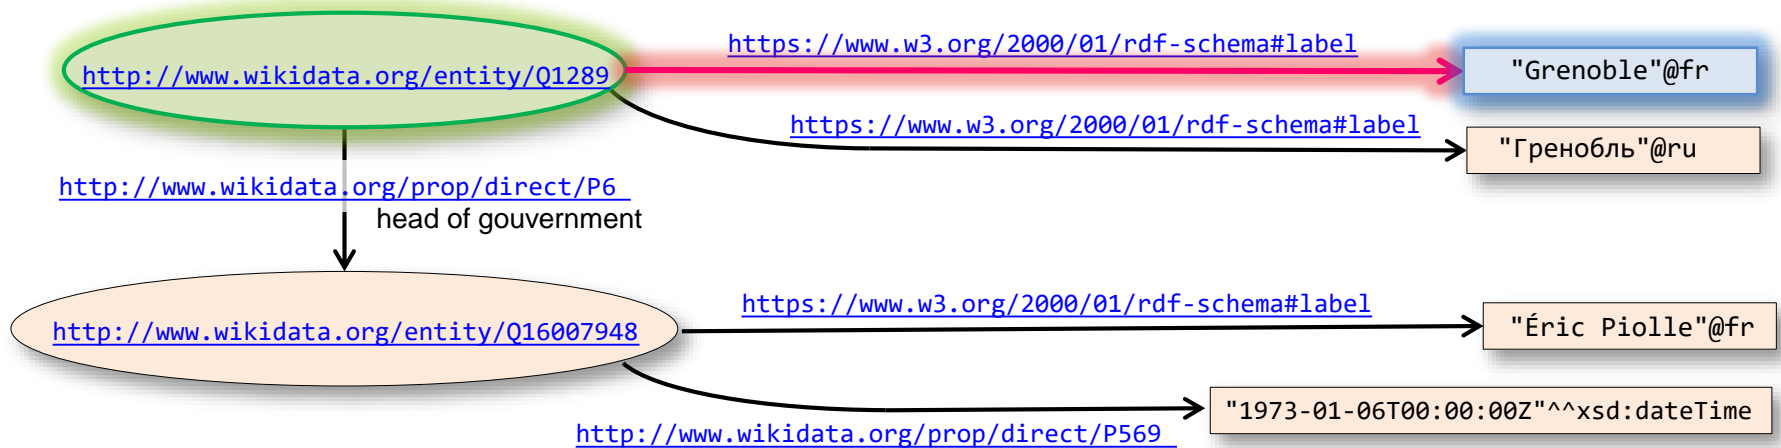 https://www.w3.org/2000/01/rdf-schema#label
http://www.wikidata.org/entity/Q1289
"Grenoble"@fr
https://www.w3.org/2000/01/rdf-schema#label
"Гренобль"@ru
http://www.wikidata.org/prop/direct/P6
head of gouvernment
https://www.w3.org/2000/01/rdf-schema#label
http://www.wikidata.org/entity/Q16007948
"Éric Piolle"@fr
"1973-01-06T00:00:00Z"^^xsd:dateTime
http://www.wikidata.org/prop/direct/P569